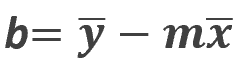 b= y̅ − mx̅